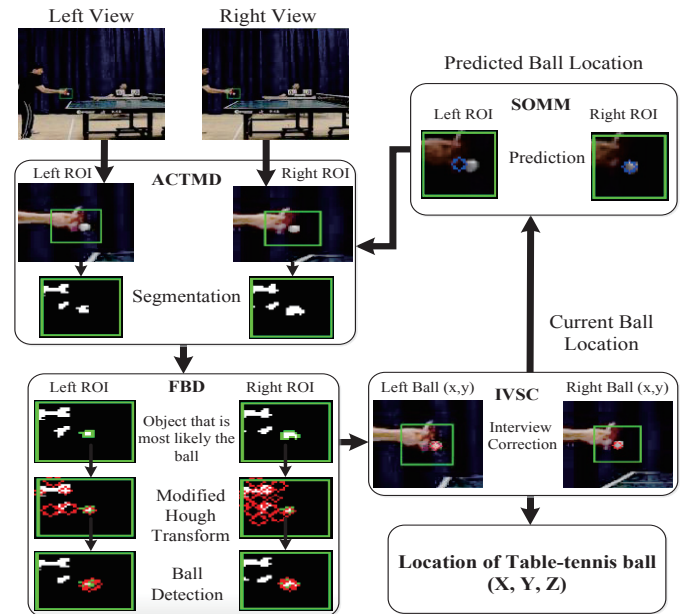 Left View
Right View
Predicted Ball Location
SOMM
Left ROI
Right ROI
Prediction
ACTMD
Left ROI
Right ROI
Segmentation
Current Ball
Location
FBD
Left ROI
Right ROI
Object that is
most likely the
ball
Modified
Hough
Transform
Ball
Detection
IVSC
Left Ball (x,y)
Right Ball (x,y)
Interview
Correction
Location of Table-tennis ball
(X, Y, Z)